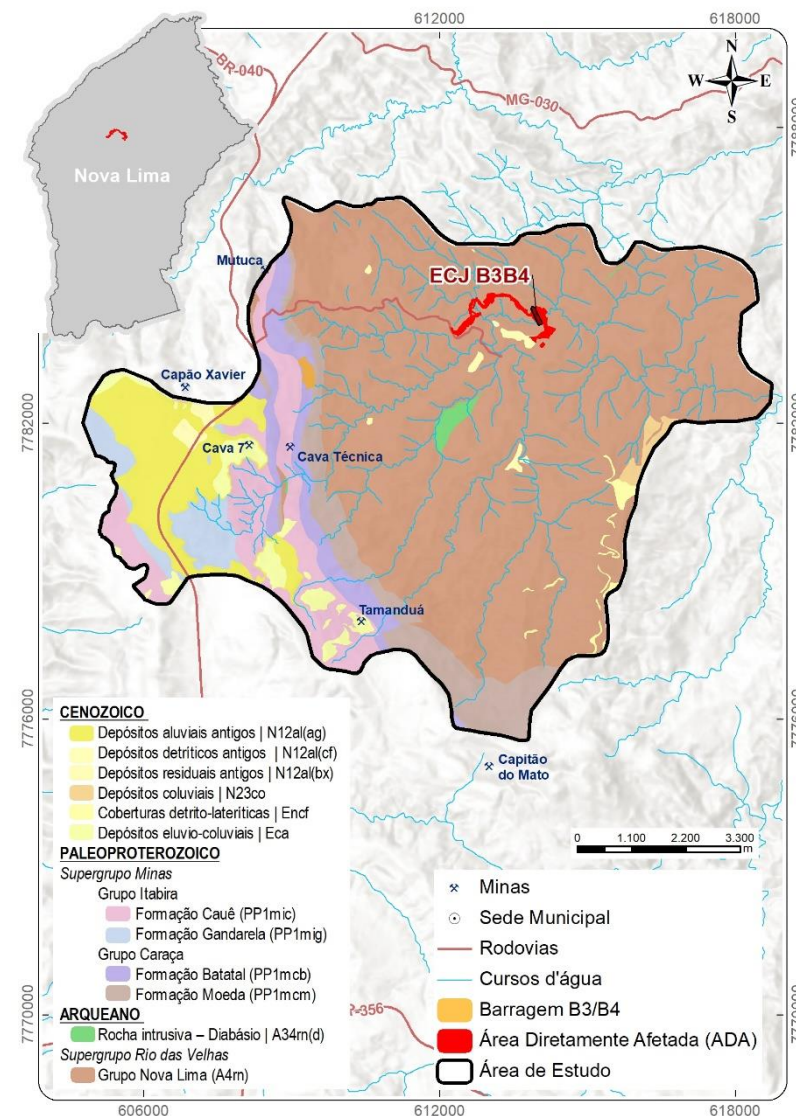 612000
618000
N
W
E
S
BR-040
MG-030
7788000
Nova Lima
Mutuca
ECJ B3B4
Capão Xavier
7782000
7782000
Cava 7
Cava Técnica
Tamanduá
7776000
7776000
Capitão
do Mato
CENOZOICO
Depósitos aluviais antigos | N12al(ag)
Depósitos detríticos antigos | N12al(cf)
Depósitos residuais antigos | N12al(bx)
Depósitos coluviais | N23co
Coberturas detrito-lateríticas | Encf
Depósitos eluvio-coluviais | Eca
PALEOPROTEROZOICO
Supergrupo Minas
Grupo Itabira
Formação Cauê (PP1mic)
Formação Gandarela (PP1mig)
Grupo Caraça
Formação Batatal (PP1mcb)
Formação Moeda (PP1mcm)
ARQUEANO
Rocha intrusiva – Diabásio | A34rn(d)
Supergrupo Rio das Velhas
Grupo Nova Lima (A4rn)
0 1.100 2.200 3.300
m
Minas
Sede Municipal
Rodovias
Cursos d'água
Barragem B3/B4
Área Diretamente Afetada (ADA)
Área de Estudo
R-356
7770000
7770000
606000
612000
618000